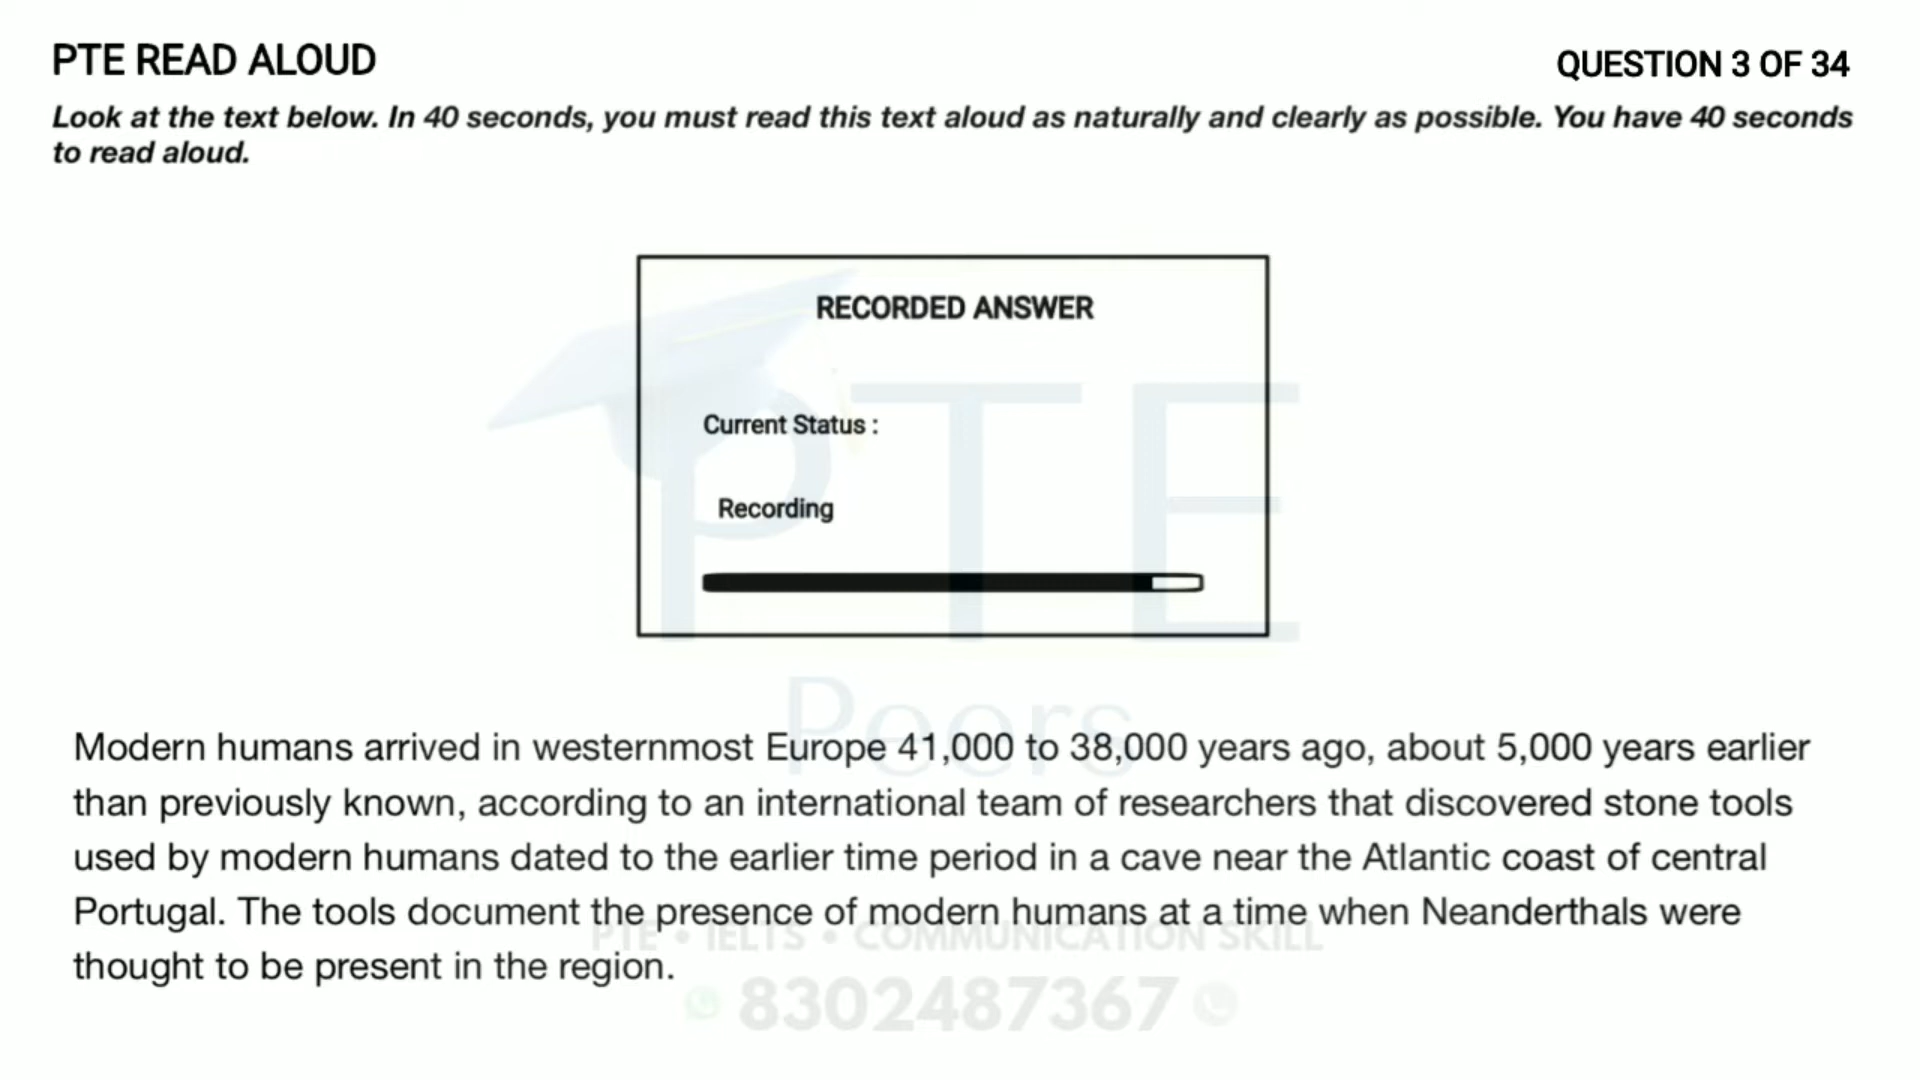 PTE READ ALOUD
QUESTION 3 OF 34
Look at the text below. In 40 seconds, you must read this text aloud as naturally and clearly as possible. You have 40 seconds
to read aloud.
RECORDED ANSWER
Current Status :
Recording
PTE
Peers
Modern humans arrived in westernmost Europe 41,000 to 38,000 years ago, about 5,000 years earlier
than previously known, according to an international team of researchers that discovered stone tools
used by modern humans dated to the earlier time period in a cave near the Atlantic coast of central
Portugal. The tools document the presence of modern humans at a time when Neanderthals were
thought to be present in the region.
PTE • IELTS • COMMUNICATION SKILL
8302487367